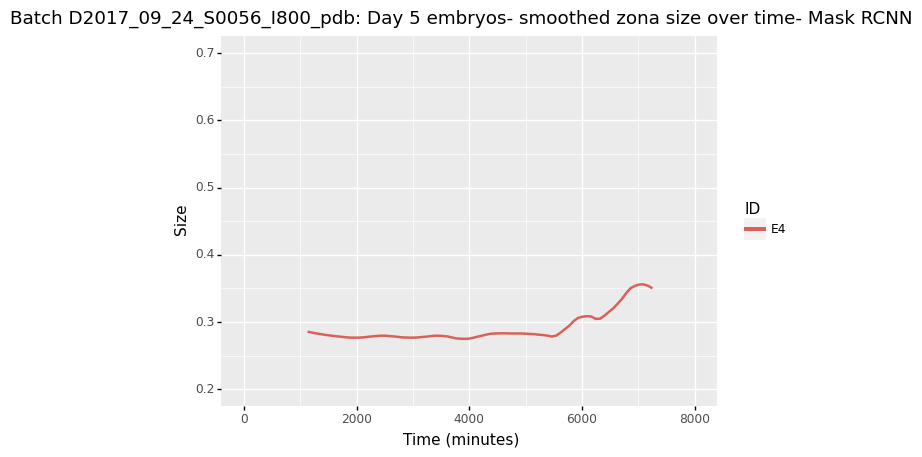 Batch D2017_09_24_S0056_I800_pdb: Day 5 embryos- smoothed zona size over time- Mask RCNN
0.7
0.6
0.5
0.4
0.3
0.2
Size
0 2000 4000 6000 8000
Time (minutes)
ID
E4